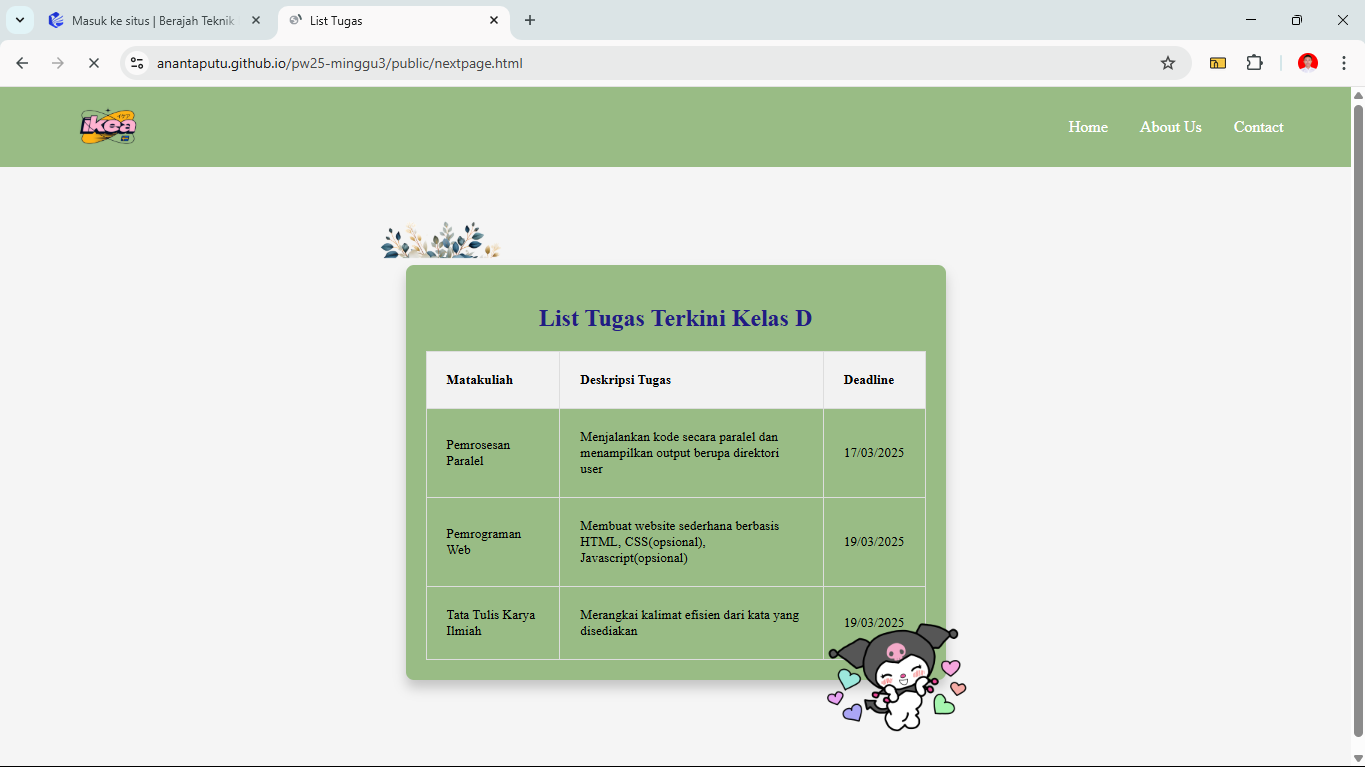 Masuk ke situs | Berajah Teknik
List Tugas
anantaputu.github.io/pw25-minggu3/public/nextpage.html
ikea
Home
About Us
Contact
List Tugas Terkini Kelas D
Matakuliah
Deskripsi Tugas
Deadline
Pemrosesan
Paralel
Menjalankan kode secara paralel dan
menampilkan output berupa direktori
user
17/03/2025
Pemrograman
Web
Membuat website sederhana berbasis
HTML, CSS(opsional),
Javascript(opsional)
19/03/2025
Tata Tulis Karya
Ilmiah
Merangkai kalimat efisien dari kata yang
disediakan
19/03/2025